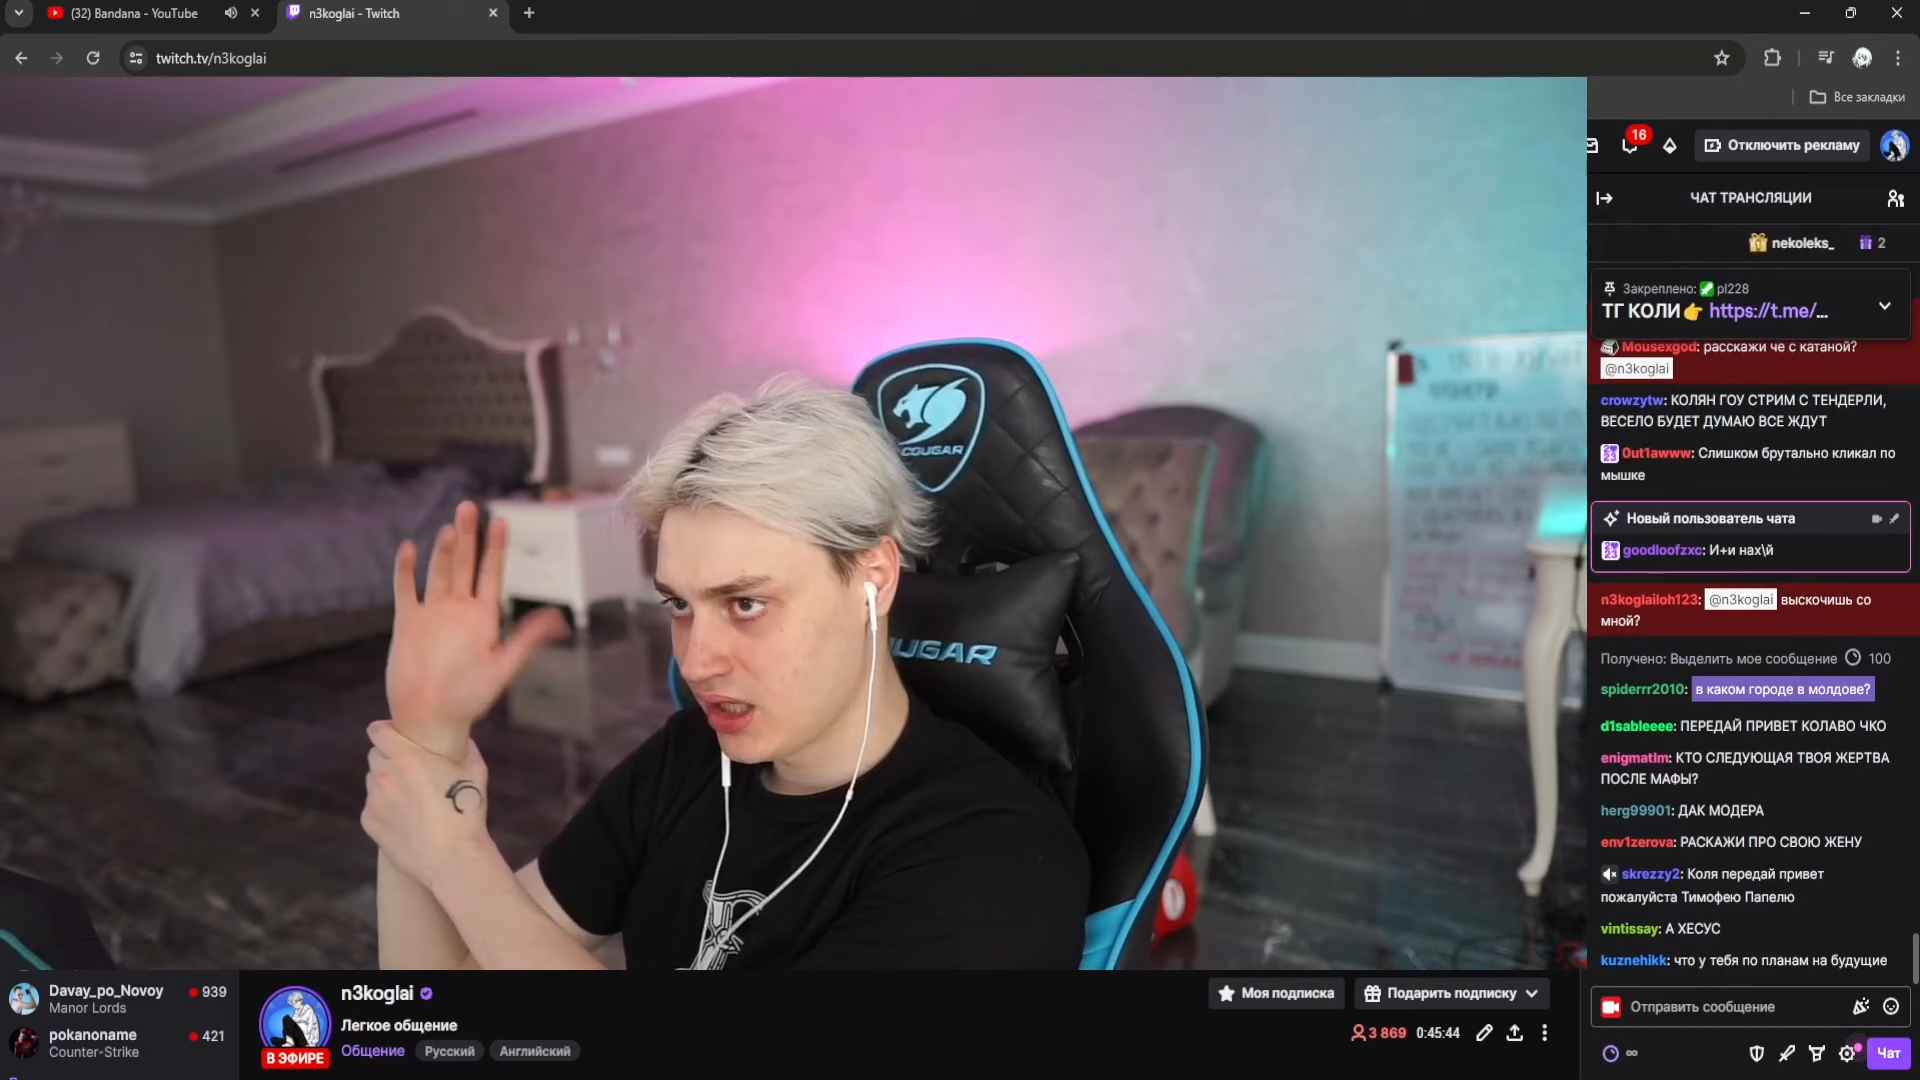 (32) Bandana - YouTube
n3koglai - Twitch
twitch.tv/n3koglai
Все закладки
16
Отключить рекламу
ЧАТ ТРАНСЛЯЦИИ
nekoleks_ 2
Закреплено: pl228
ТГ КОЛИ👉 https://t.me/...
Mousexgod: расскажи че с катаной?
@n3koglai
crowzytw: КОЛЯН ГОУ СТРИМ С ТЕНДЕРЛИ,
ВЕСЕЛО БУДЕТ ДУМАЮ ВСЕ ЖДУТ
0ut1awww: Слишком брутально кликал по
мышке
Новый пользователь чата
goodloofzxc: И+и нах\й
n3koglailoh123: @n3koglai выскочишь со
мной?
Получено: Выделить мое сообщение 100
spiderrr2010: в каком городе в молдове?
d1sableeee: ПЕРЕДАЙ ПРИВЕТ КОЛАВО ЧКО
enigmatlm: КТО СЛЕДУЮЩАЯ ТВОЯ ЖЕРТВА
ПОСЛЕ МАФЫ?
herg99901: ДАК МОДЕРА
env1zerova: РАСКАЖИ ПРО СВОЮ ЖЕНУ
skrezzy2: Коля передай привет
пожалуйста Тимофею Папелю
vintissay: А ХЕСУС
kuznehikk: что у тебя по планам на будущие
Отправить сообщение
Чат
COUGAR
UGAR
Davay_po_Novoy 939
Manor Lords
pokanoname 421
Counter-Strike
n3koglai
Легкое общение
Общение Русский Английский
В ЭФИРЕ
Моя подписка
Подарить подписку
3 869 0:45:44